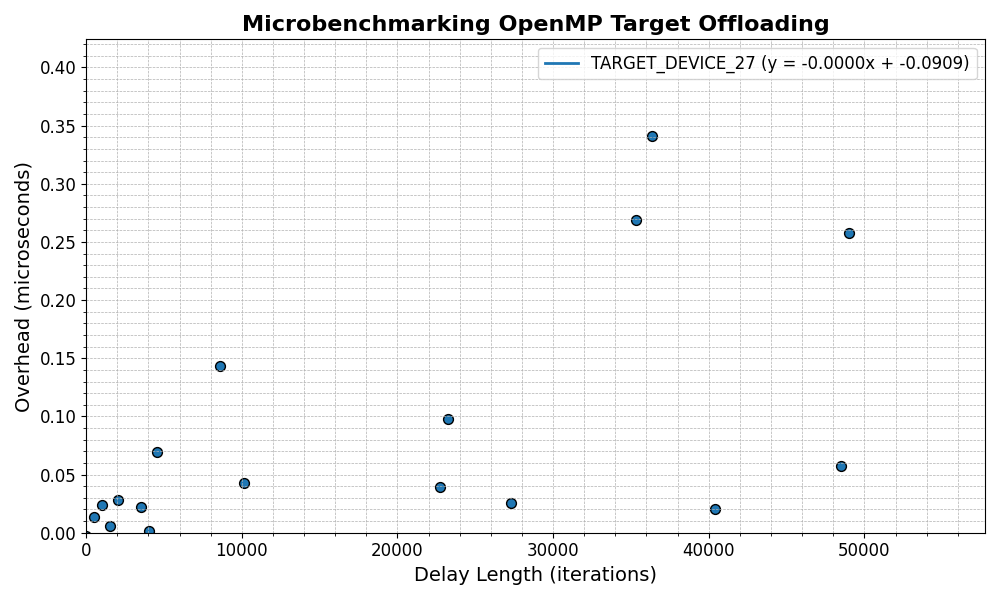 Microbenchmarking OpenMP Target Offloading
TARGET_DEVICE_27 (y = -0.0000x + -0.0909)
Overhead (microseconds)
0.40
0.35
0.30
0.25
0.20
0.15
0.10
0.05
0.00
0 10000 20000 30000 40000 50000
Delay Length (iterations)